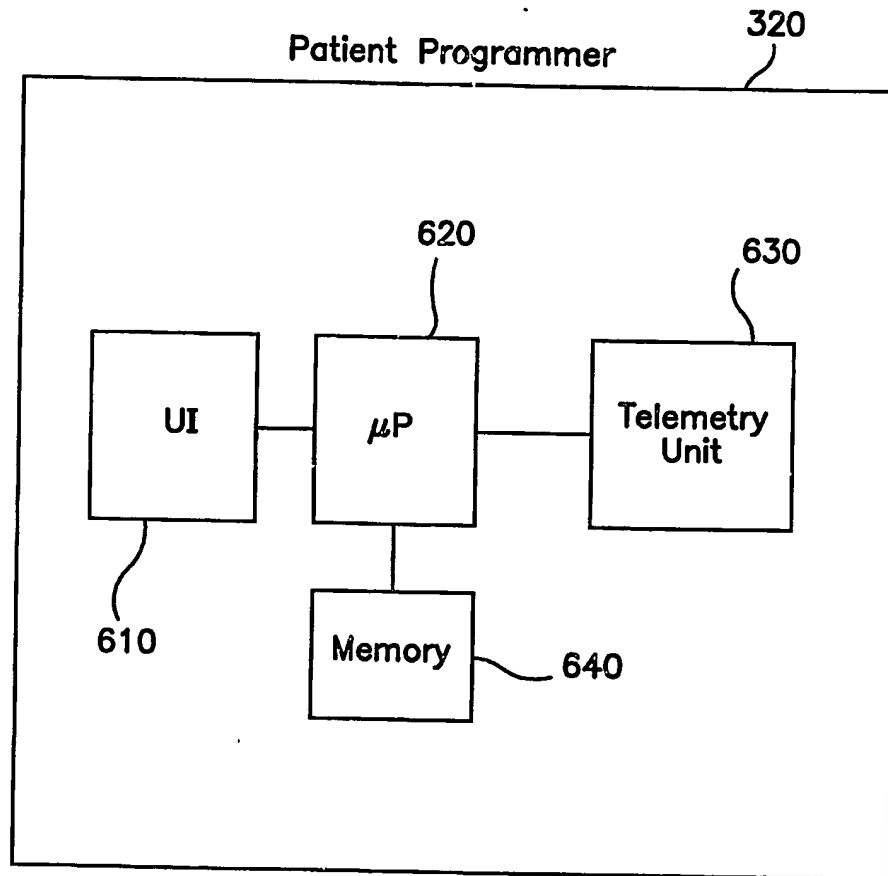 320
Patient Programmer
620
630
UI
μP
Telemetry
Unit
610
Memory
640